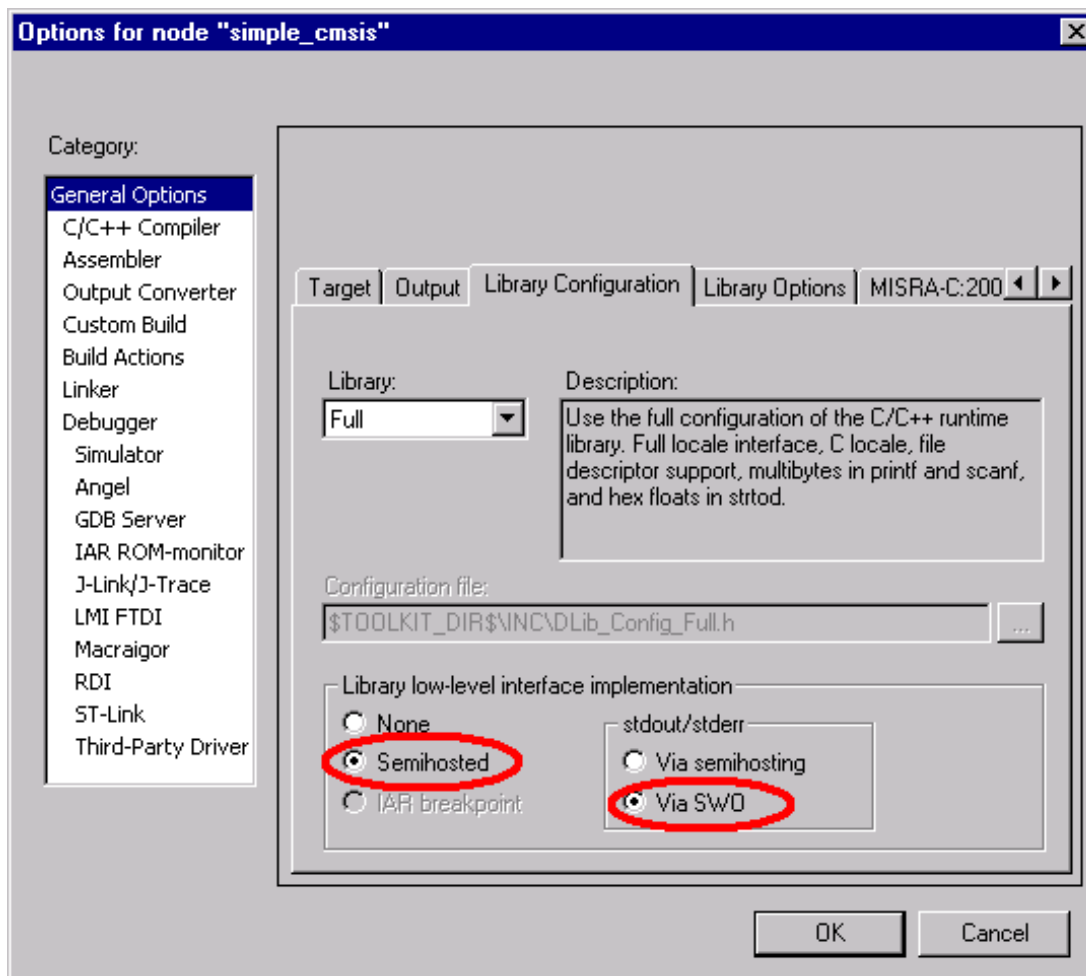 Options for node "simple_cmsis"
Category:
General Options
C/C++ Compiler
Assembler
Output Converter
Custom Build
Build Actions
Linker
Debugger
Simulator
Angel
GDB Server
IAR ROM-monitor
J-Link/J-Trace
LMI FTDI
Macraigor
RDI
ST-Link
Third-Party Driver
Target
Output
Library Configuration
Library Options
MISRA-C:200
Library:
Full
Description:
Use the full configuration of the C/C++ runtime
library. Full locale interface, C locale, file
descriptor support, multibytes in printf and scanf,
and hex floats in strtod.
Configuration file:
$TOOLKIT_DIR$\INC\DLib_Config_Full.h
...
Library low-level interface implementation
None
Semihosted
IAR breakpoint
stdout/stderr
Via semihosting
Via SWO
OK
Cancel